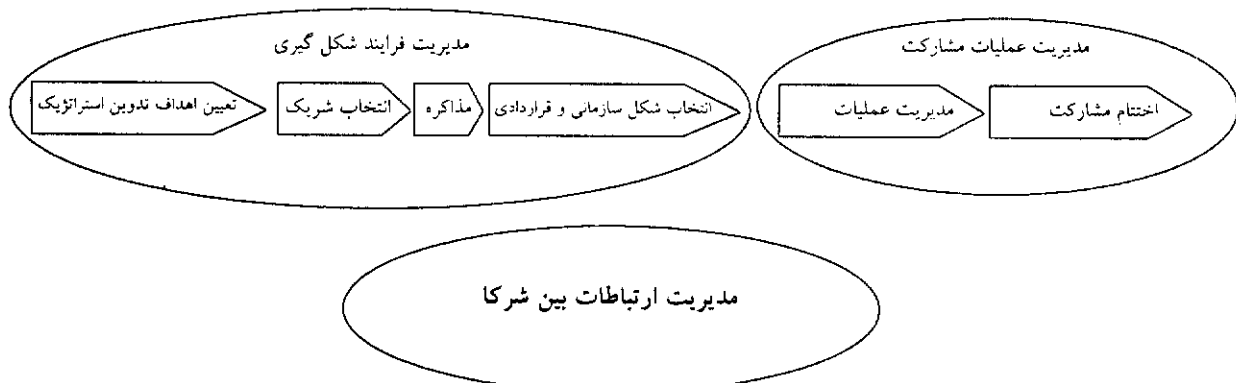 مدیریت فرایند شکل گیری
تعیین اهداف تدوین استراتژیک
انتخاب شریک
مذاکره
انتخاب شکل سازمانی و قراردادی
مدیریت عملیات مشارکت
مدیریت عملیات
اختتام مشارکت
مدیریت ارتباطات بین شرکا